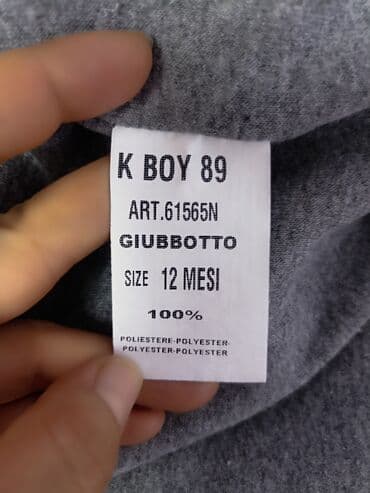 K BOY 89
ART.61565N
GIUBBOTTO
SIZE 12 MESI
100%
POLIESTERE-POLYESTER-
POLYESTER-POLYESTER